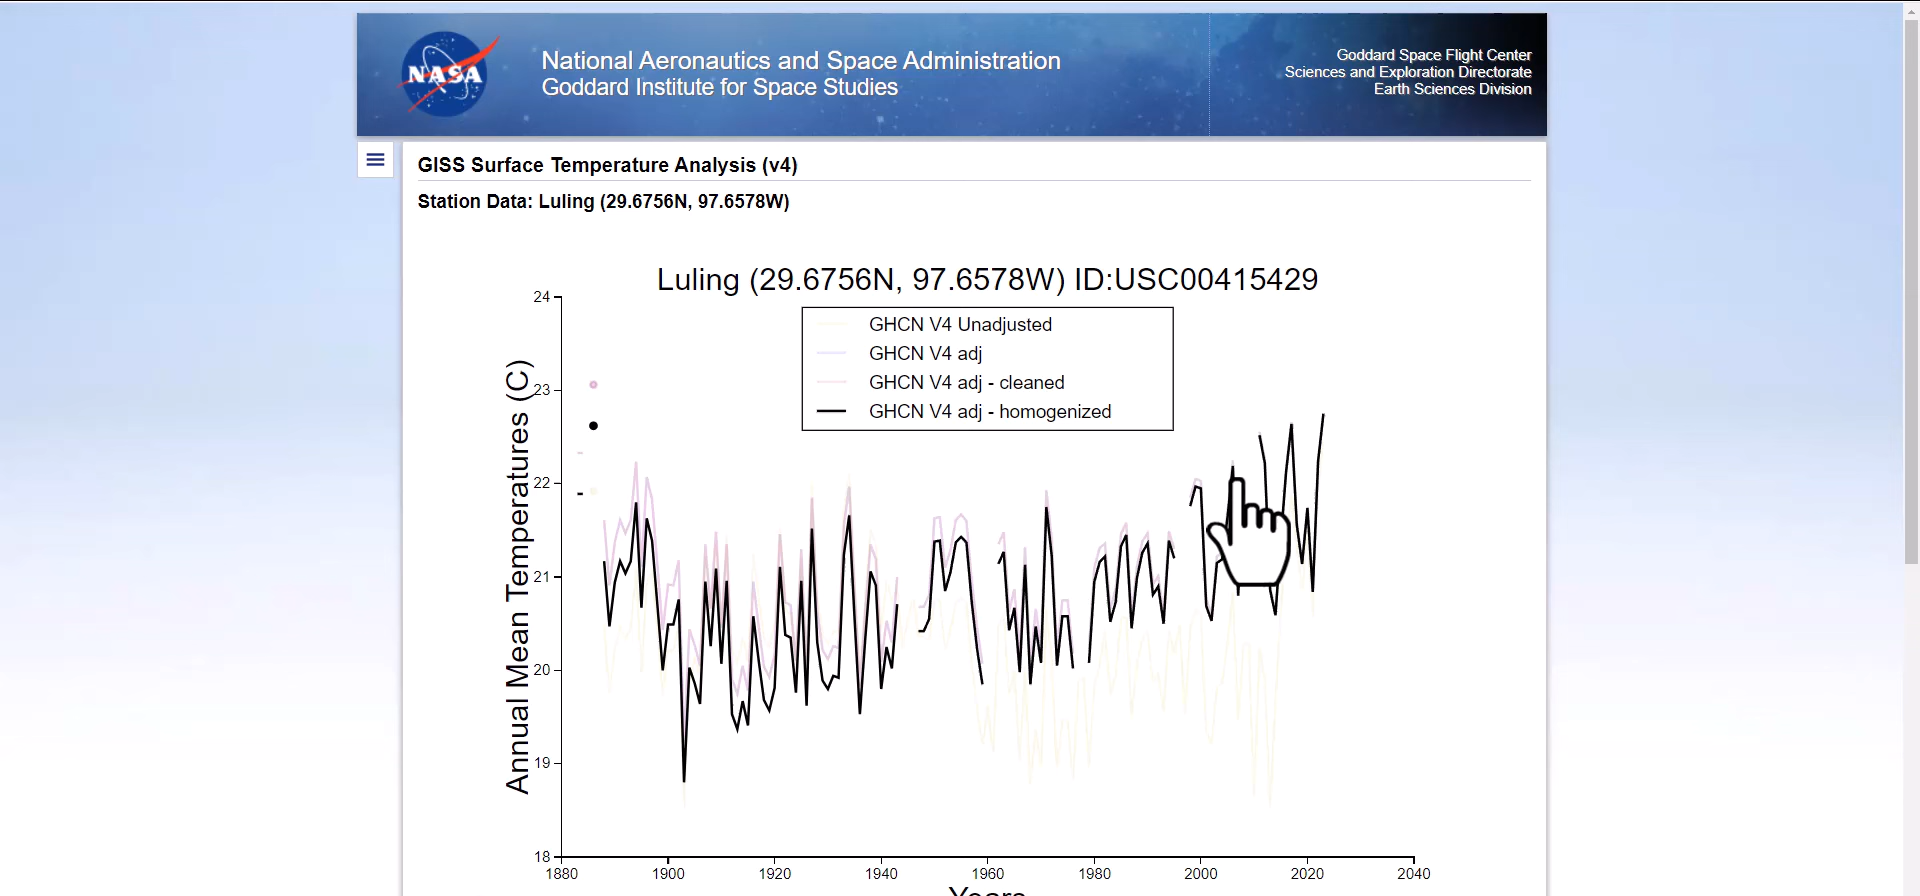 NASA
National Aeronautics and Space Administration
Goddard Institute for Space Studies
Goddard Space Flight Center
Sciences and Exploration Directorate
Earth Sciences Division
GISS Surface Temperature Analysis (v4)
Station Data: Luling (29.6756N, 97.6578W)
Luling (29.6756N, 97.6578W) ID:USC00415429
GHCN V4 Unadjusted
GHCN V4 adj
GHCN V4 adj - cleaned
GHCN V4 adj - homogenized
Annual Mean Temperatures (C)
24
23
22
21
20
19
18
1880 1900 1920 1940 1960 1980 2000 2020 2040
Years